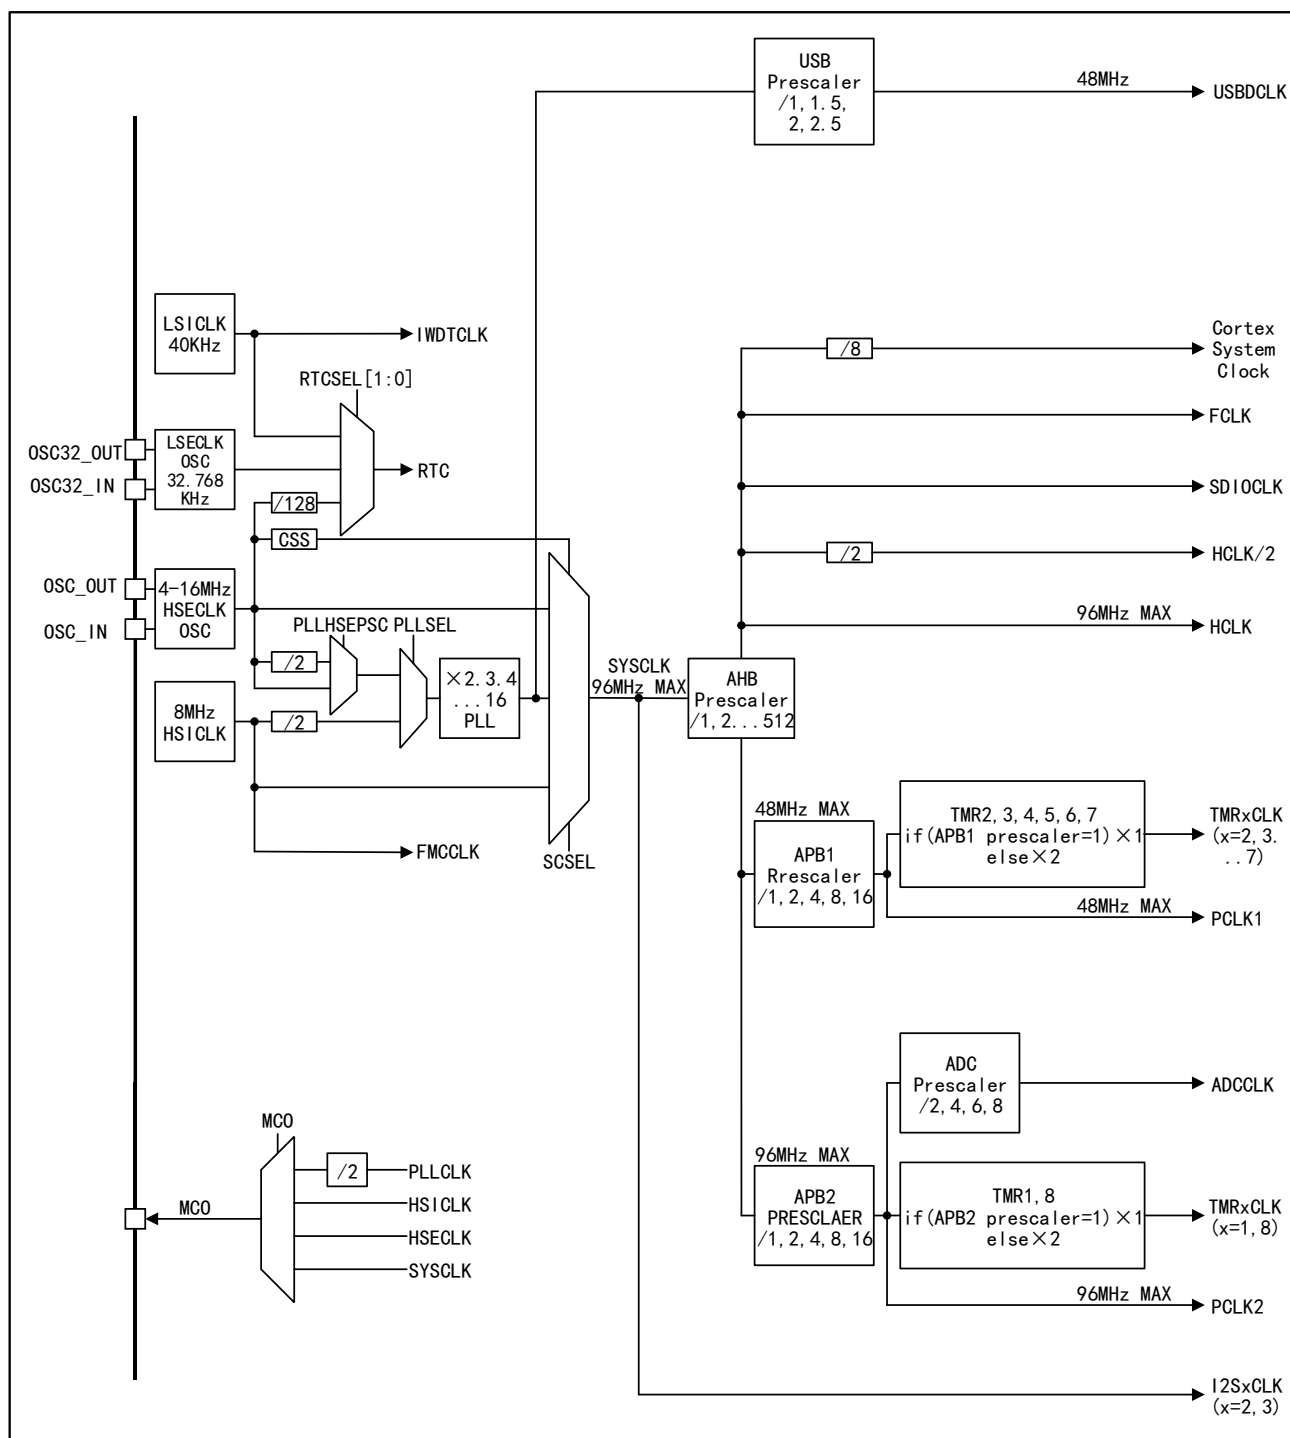 USB
Prescaler
/1, 1.5,
2, 2.5
48MHz
USBDCLK
LSICLK
40KHz
IWDTCLK
RTCSEL[1:0]
OSC32_OUT
OSC32_IN
LSECLK
OSC
32.768
KHz
RTC
/128
CSS
OSC_OUT
OSC_IN
4-16MHz
HSECLK
OSC
PLLHSEPSC
PLLSEL
/2
8MHz
HSICLK
/2
×2.3.4
...16
PLL
SYSCLK
96MHz MAX
FMCCLK
SCSEL
AHB
Prescaler
/1, 2...512
/8
Cortex
System
Clock
FCLK
SDIOCLK
/2
HCLK/2
96MHz MAX
HCLK
48MHz MAX
APB1
Rrescaler
/1, 2, 4, 8, 16
TMR2, 3, 4, 5, 6, 7
if(APB1 prescaler=1)×1
else×2
TMRxCLK
(x=2, 3.
..7)
48MHz MAX
PCLK1
ADC
Prescaler
/2, 4, 6, 8
ADCCLK
96MHz MAX
APB2
PRESCLAER
/1, 2, 4, 8, 16
TMR1, 8
if(APB2 prescaler=1)×1
else×2
TMRxCLK
(x=1, 8)
96MHz MAX
PCLK2
I2SxCLK
(x=2, 3)
MCO
MCO
/2
PLLCLK
HSICLK
HSECLK
SYSCLK